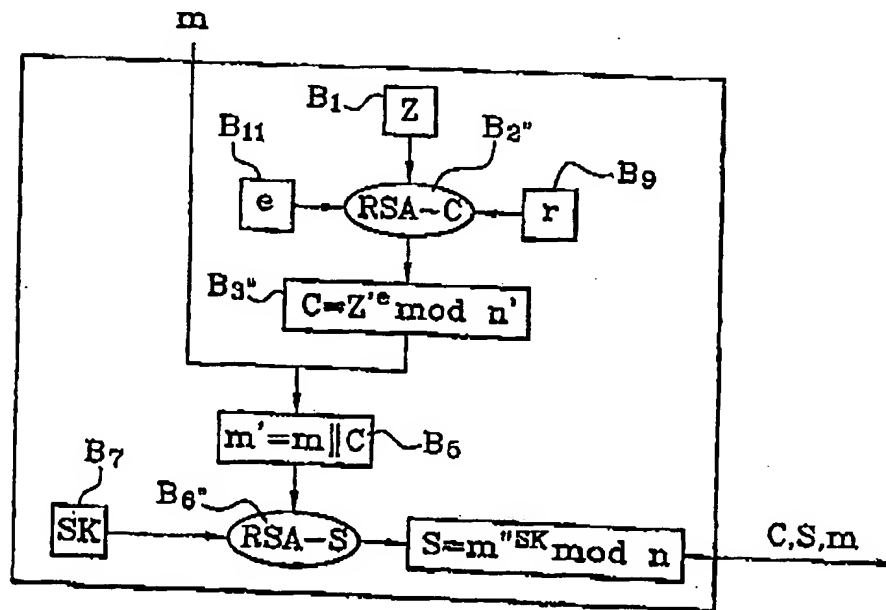 m
B1
Z
B11
B2"
e
RSA~C
r
B9
B3"
C=Z'e mod n'
m'=m||C
B5
B7
B6"
SK
RSA-S
S=m"SK mod n
C,S,m